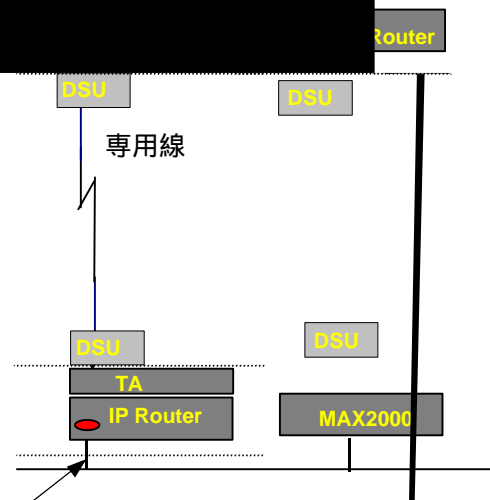 Router
DSU
DSU
専用線
DSU
DSU
TA
IP Router
MAX2000